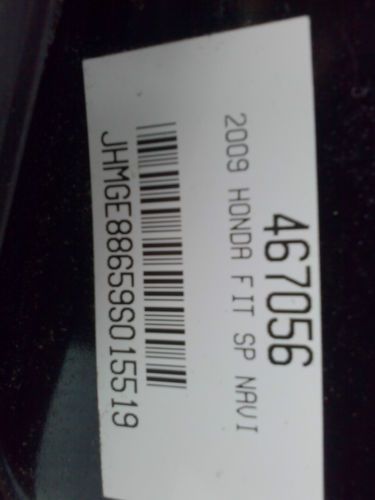 467056
2009 HONDA FIT SP NAVI
JHMGE88659S015519